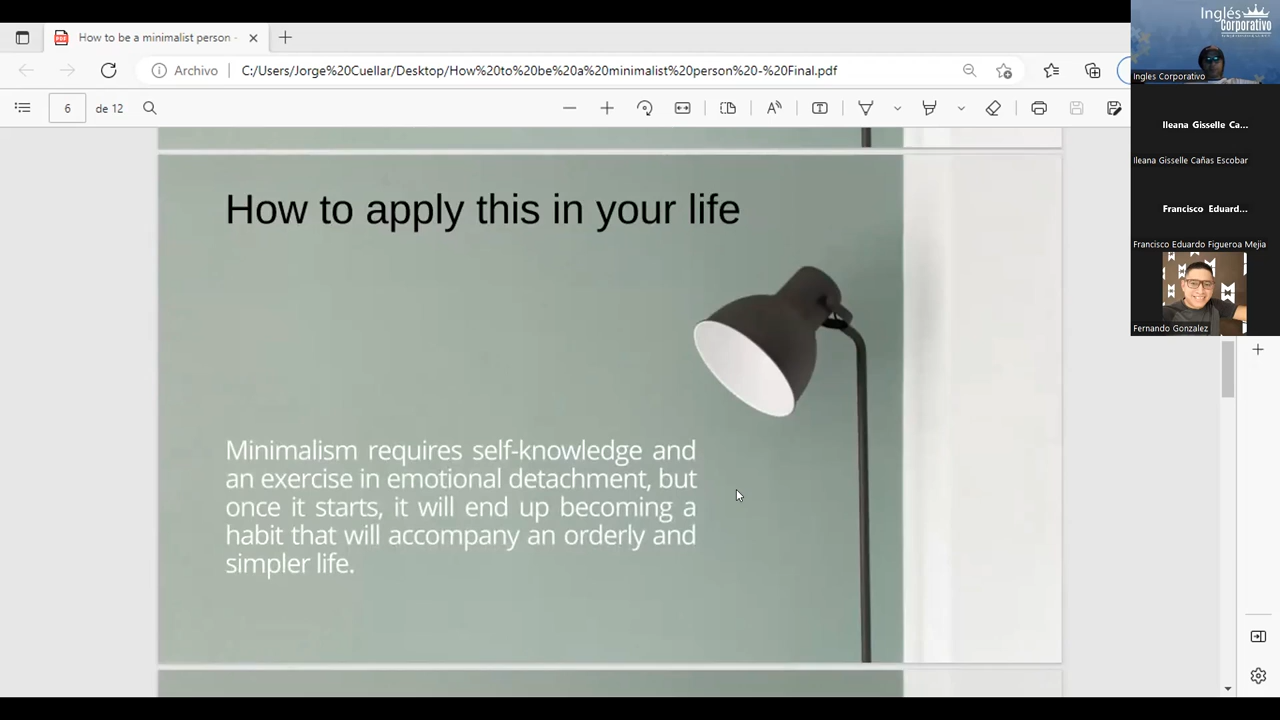 How to be a minimalist person -
Archivo
C:/Users/Jorge%20Cuellar/Desktop/How%20to%20be%20a%20minimalist%20person%20-%20Final.pdf
6
de 12
How to apply this in your life
Minimalism requires self-knowledge and
an exercise in emotional detachment, but
once it starts, it will end up becoming a
habit that will accompany an orderly and
simpler life.
Inglés
Corporativo
Ingles Corporativo
Ileana Gisselle Ca...
Ileana Gisselle Cañas Escobar
Francisco Eduard...
Francisco Eduardo Figueroa Mejia
Fernando Gonzalez